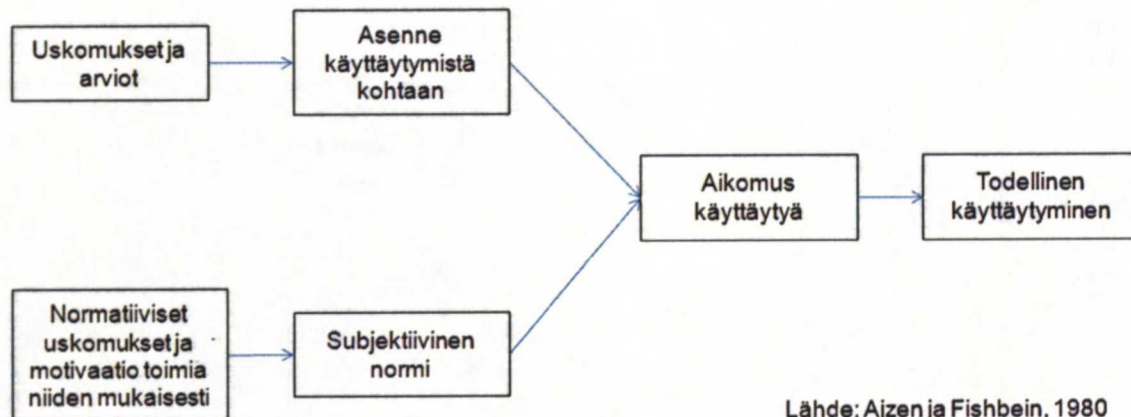 Uskomukset ja
arviot
Asenne
käyttäytymistä
kohtaan
Aikomus
käyttäytyä
Todellinen
käyttäytyminen
Normatiiviset
uskomukset ja
motivaatio toimia
niiden mukaisesti
Subjektiivinen
normi
Lähde: Ajzen ja Fishbein, 1980